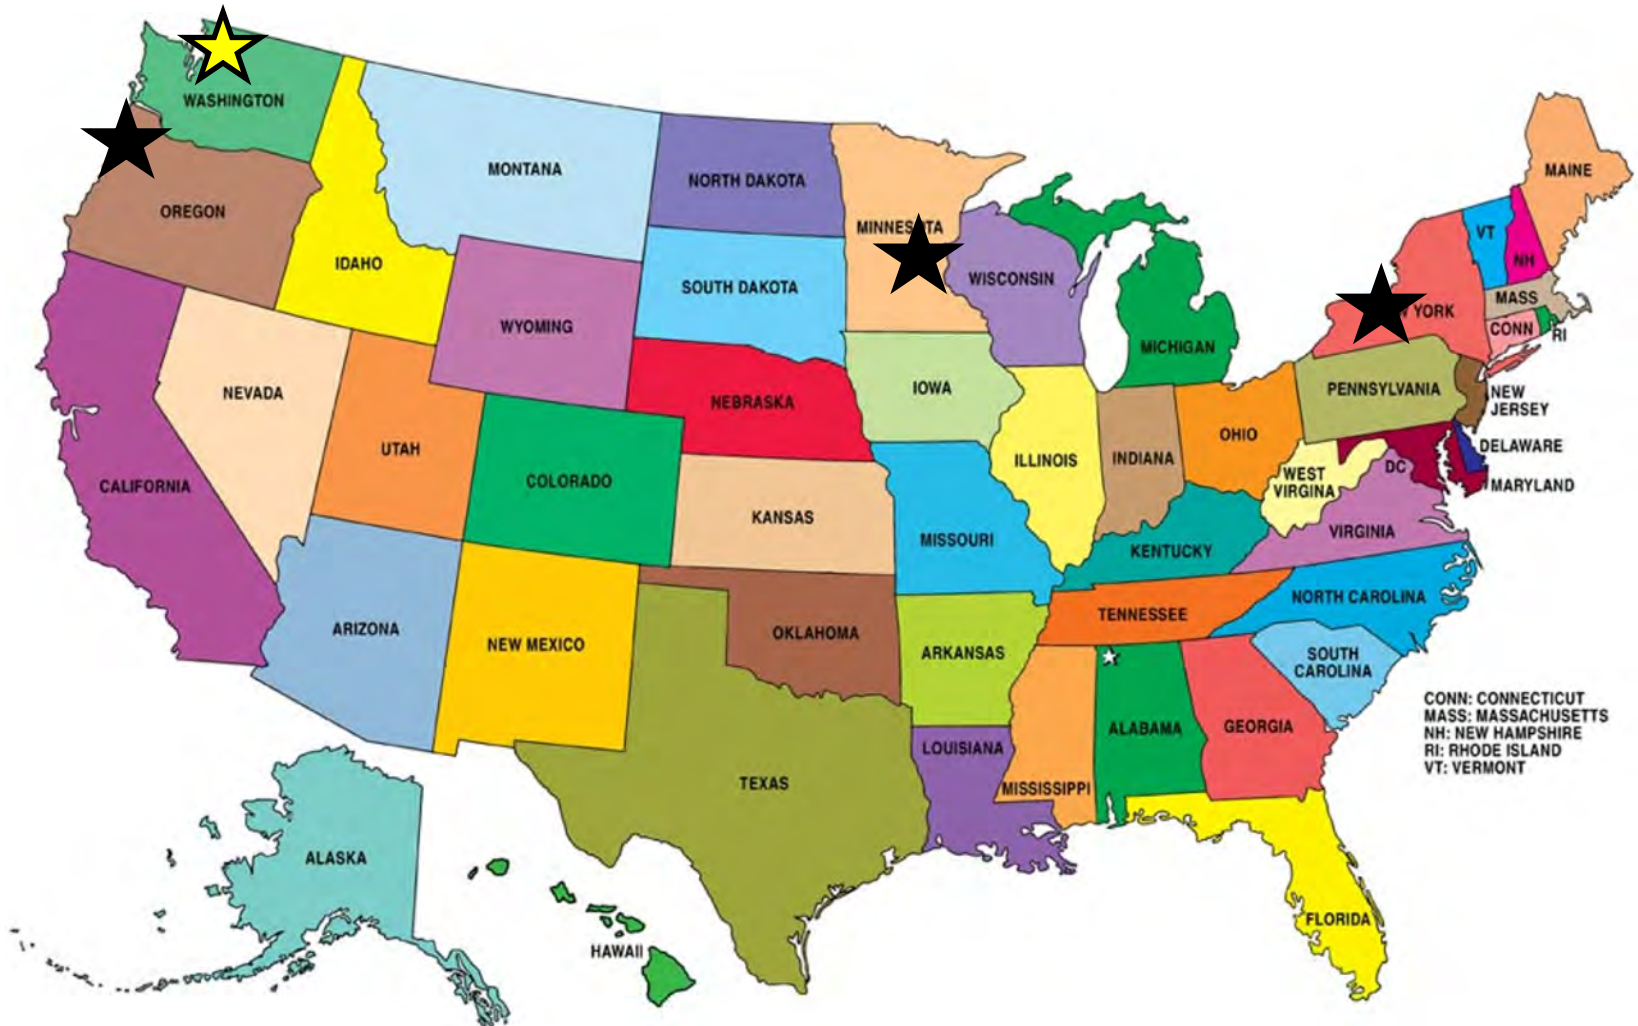 WASHINGTON
MAINE
MONTANA
NORTH DAKOTA
OREGON
MINNESOTA
VT
NH
IDAHO
WISCONSIN
SOUTH DAKOTA
MASS
WYOMING
YORK
CONN
RI
MICHIGAN
NEVADA
NEBRASKA
IOWA
PENNSYLVANIA
NEW
JERSEY
UTAH
OHIO
DELAWARE
CALIFORNIA
COLORADO
ILLINOIS
INDIANA
WEST
VIRGINA
DC
MARYLAND
KANSAS
MISSOURI
VIRGINIA
KENTUCKY
ARIZONA
NEW MEXICO
OKLAHOMA
ARKANSAS
TENNESSEE
NORTH CAROLINA
SOUTH
CAROLINA
TEXAS
LOUISIANA
MISSISSIPPI
ALABAMA
GEORGIA
CONN: CONNECTICUT
MASS: MASSACHUSETTS
NH: NEW HAMPSHIRE
RI: RHODE ISLAND
VT: VERMONT
ALASKA
HAWAII
FLORIDA